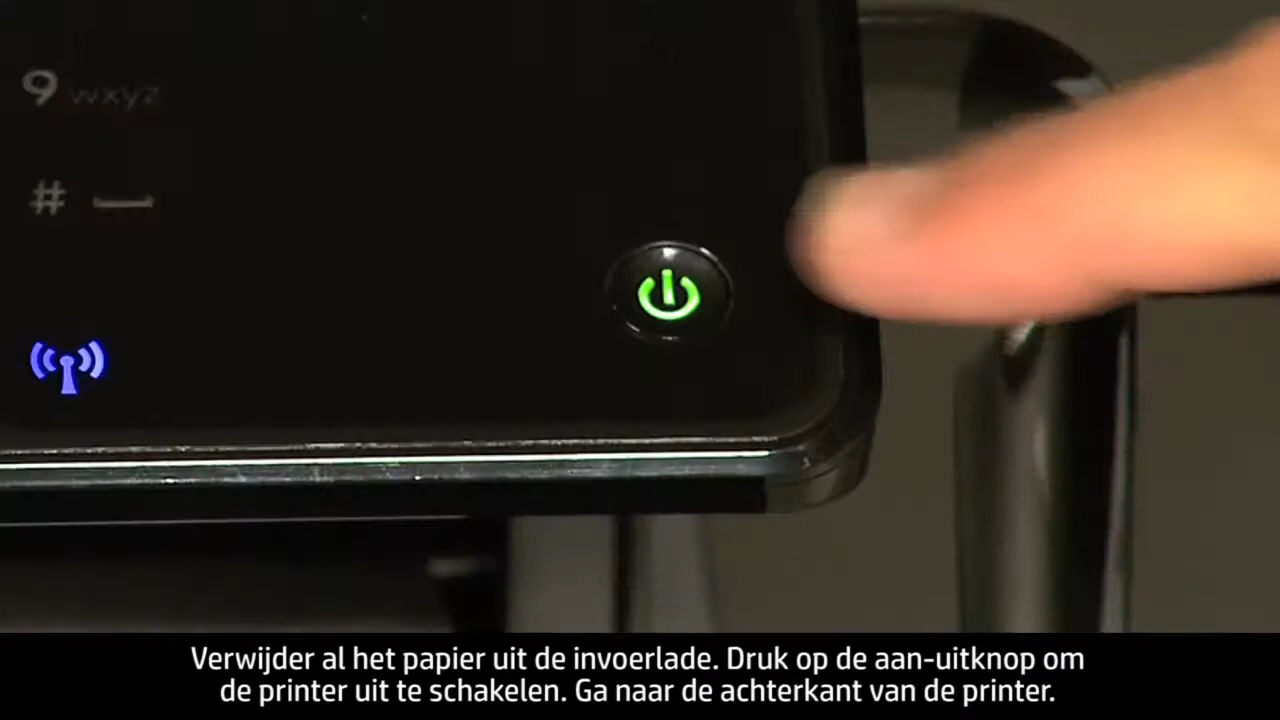 9 wxyz
#
Verwijder al het papier uit de invoerlade. Druk op de aan-uitknop om
de printer uit te schakelen. Ga naar de achterkant van de printer.